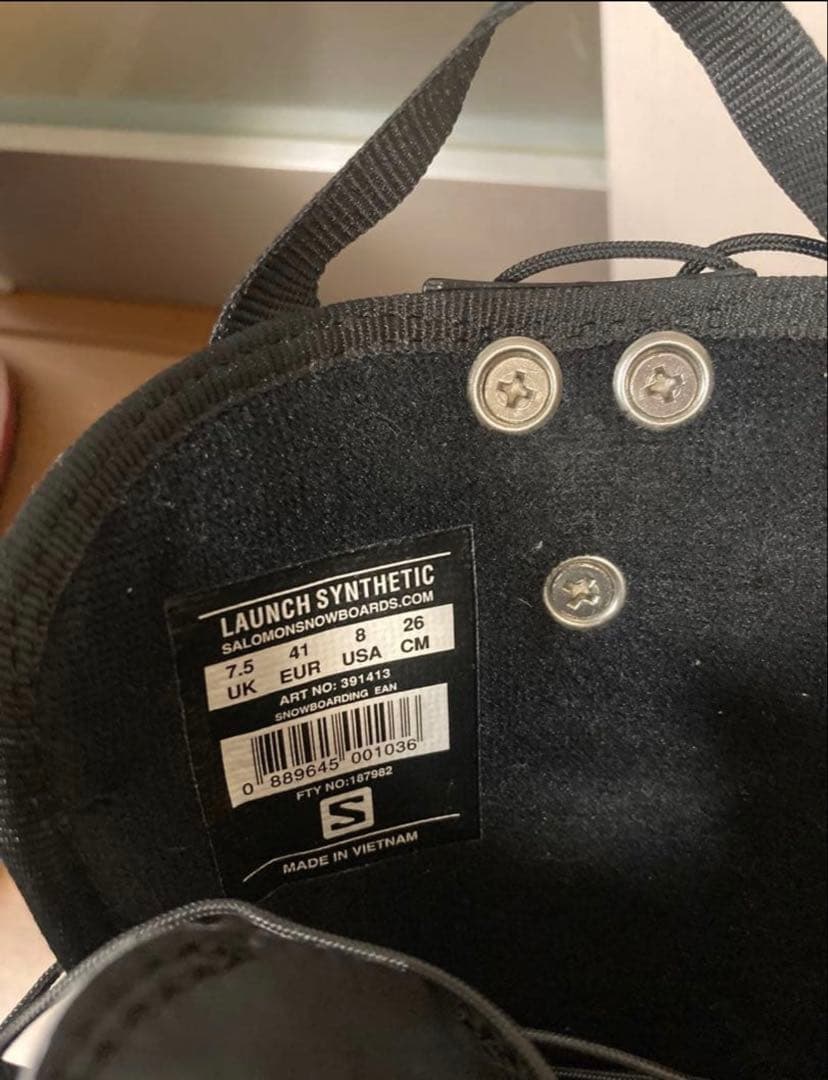 LAUNCH SYNTHETIC
SALOMONSNOWBOARDS.COM
7.5 41 8 26
UK EUR USA CM
ART NO: 391413
SNOWBOARDING EAN
0 889645 001036
FTY NO:187982
S
MADE IN VIETNAM